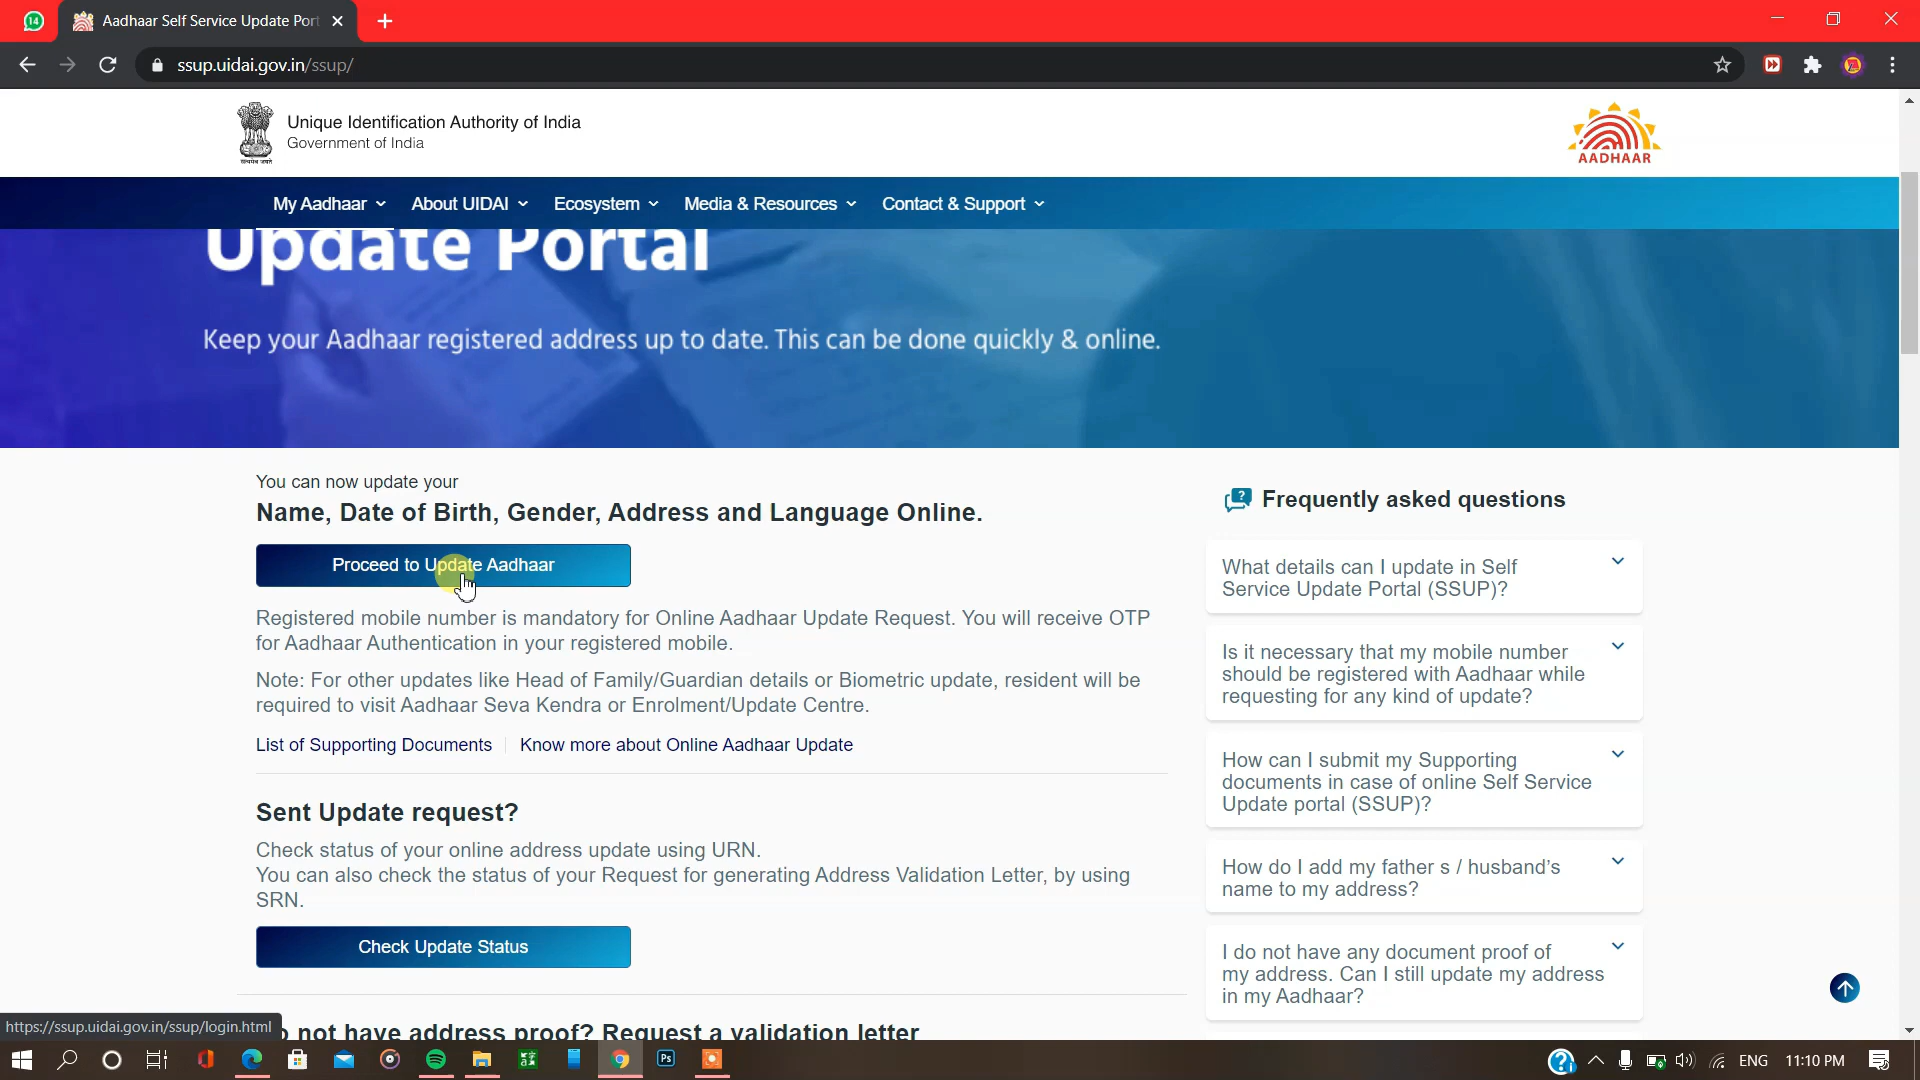 14
Aadhaar Self Service Update Port
ssup.uidai.gov.in/ssup/
सत्यमेव जयते
Unique Identification Authority of India
Government of India
AADHAAR
My Aadhaar
About UIDAI
Ecosystem
Media & Resources
Contact & Support
Update Portal
Keep your Aadhaar registered address up to date. This can be done quickly & online.
You can now update your
Name, Date of Birth, Gender, Address and Language Online.
Proceed to Update Aadhaar
Registered mobile number is mandatory for Online Aadhaar Update Request. You will receive OTP
for Aadhaar Authentication in your registered mobile.
Note: For other updates like Head of Family/Guardian details or Biometric update, resident will be
required to visit Aadhaar Seva Kendra or Enrolment/Update Centre.
List of Supporting Documents
Know more about Online Aadhaar Update
Sent Update request?
Check status of your online address update using URN.
You can also check the status of your Request for generating Address Validation Letter, by using
SRN.
Check Update Status
not have address proof? Request a validation letter
Frequently asked questions
What details can I update in Self
Service Update Portal (SSUP)?
Is it necessary that my mobile number
should be registered with Aadhaar while
requesting for any kind of update?
How can I submit my Supporting
documents in case of online Self Service
Update portal (SSUP)?
How do I add my father s / husband's
name to my address?
I do not have any document proof of
my address. Can I still update my address
in my Aadhaar?
https://ssup.uidai.gov.in/ssup/login.html
Ps
ENG
11:10 PM